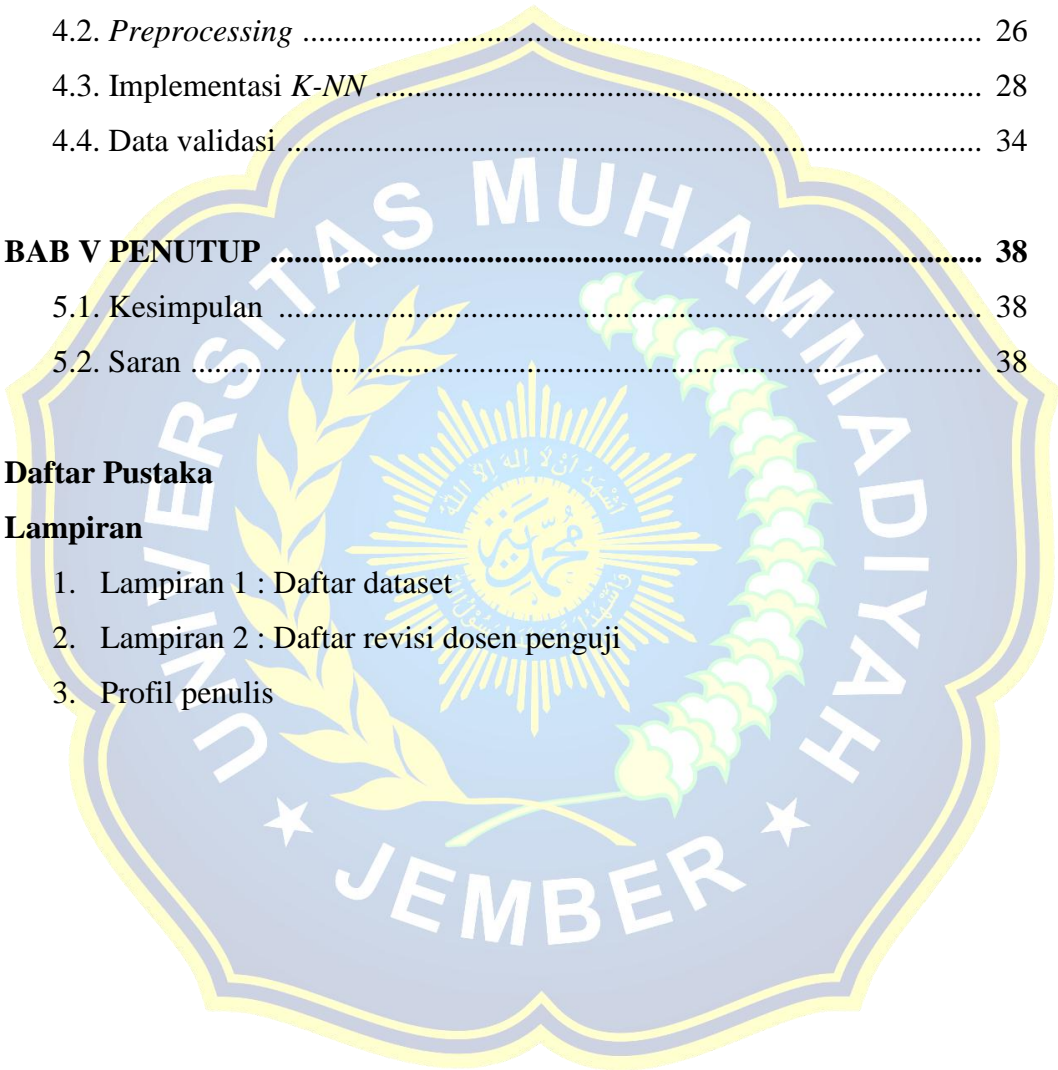 4.2. Preprocessing ........................................................................... 26
4.3. Implementasi K-NN ................................................................... 28
4.4. Data validasi ............................................................................. 34
BAB V PENUTUP ............................................................................... 38
5.1. Kesimpulan .............................................................................. 38
5.2. Saran ........................................................................................ 38
Daftar Pustaka
Lampiran
1. Lampiran 1 : Daftar dataset
2. Lampiran 2 : Daftar revisi dosen penguji
3. Profil penulis
UNIVERSITAS MUHAMMADIYAH
JEMBER